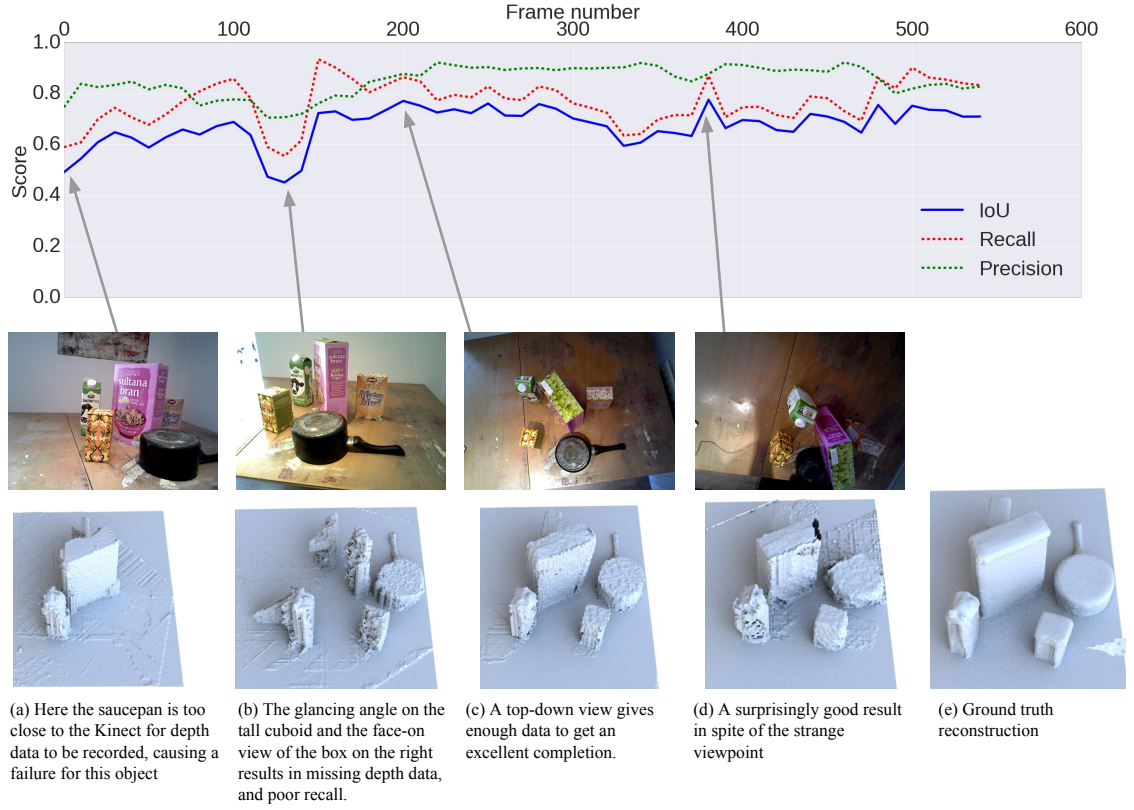 Frame number
0 100 200 300 400 500 600
1.0
0.8
0.6
0.4
0.2
0.0
Score
IoU
Recall
Precision
sultana
bran
sultana
bran
(a) Here the saucepan is too
close to the Kinect for depth
data to be recorded, causing a
failure for this object
(b) The glancing angle on the
tall cuboid and the face-on
view of the box on the right
results in missing depth data,
and poor recall.
(c) A top-down view gives
enough data to get an
excellent completion.
(d) A surprisingly good result
in spite of the strange
viewpoint
(e) Ground truth
reconstruction